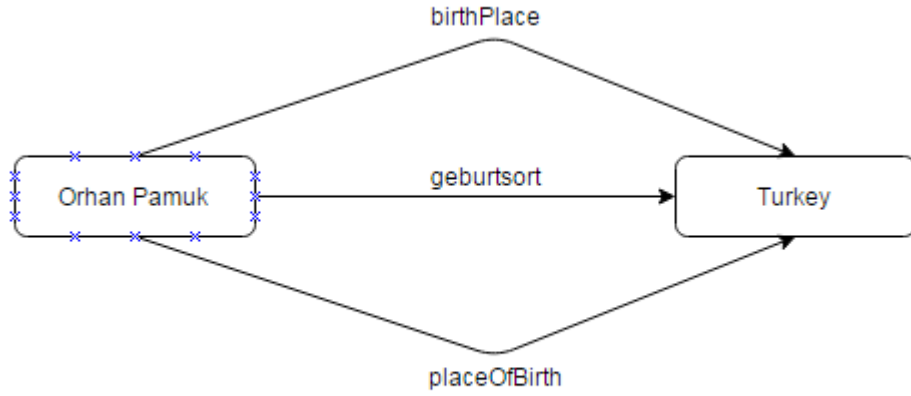 birthPlace
Orhan Pamuk
geburtsort
Turkey
placeOfBirth